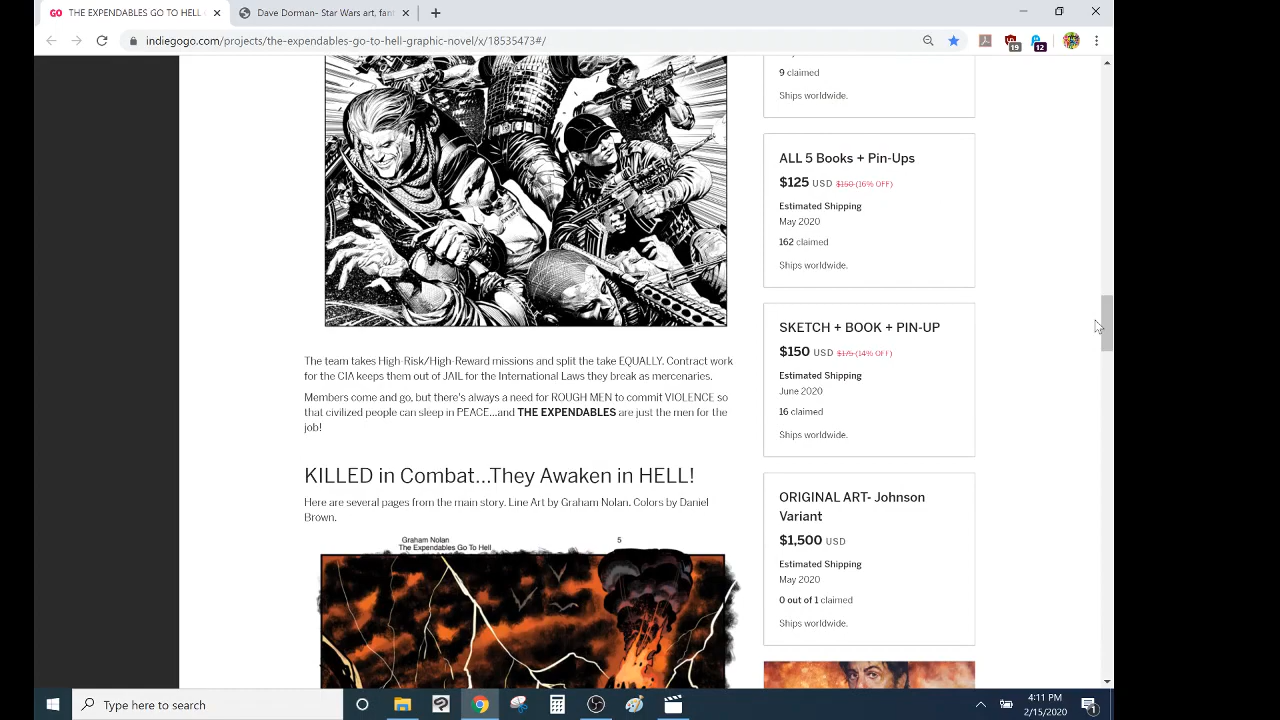 THE EXPENDABLES GO TO HELL
Dave Dorman- Star Wars art, fant
indiegogo.com/projects/the-expendables-go-to-hell-graphic-novel/x/18535473#/
19
12
9 claimed
Ships worldwide.
ALL 5 Books + Pin-Ups
$125 USD $150 (16% OFF)
Estimated Shipping
May 2020
162 claimed
Ships worldwide.
SKETCH + BOOK + PIN-UP
$150 USD $175 (14% OFF)
Estimated Shipping
June 2020
16 claimed
Ships worldwide.
ORIGINAL ART- Johnson
Variant
$1,500 USD
Estimated Shipping
May 2020
0 out of 1 claimed
Ships worldwide.
The team takes High-Risk/High-Reward missions and split the take EQUALLY. Contract work
for the CIA keeps them out of JAIL for the International Laws they break as mercenaries.
Members come and go, but there's always a need for ROUGH MEN to commit VIOLENCE so
that civilized people can sleep in PEACE...and THE EXPENDABLES are just the men for the
job!
KILLED in Combat...They Awaken in HELL!
Here are several pages from the main story. Line Art by Graham Nolan. Colors by Daniel
Brown.
Graham Nolan 5
The Expendables Go To Hell
Type here to search
4:11 PM
2/15/2020
1